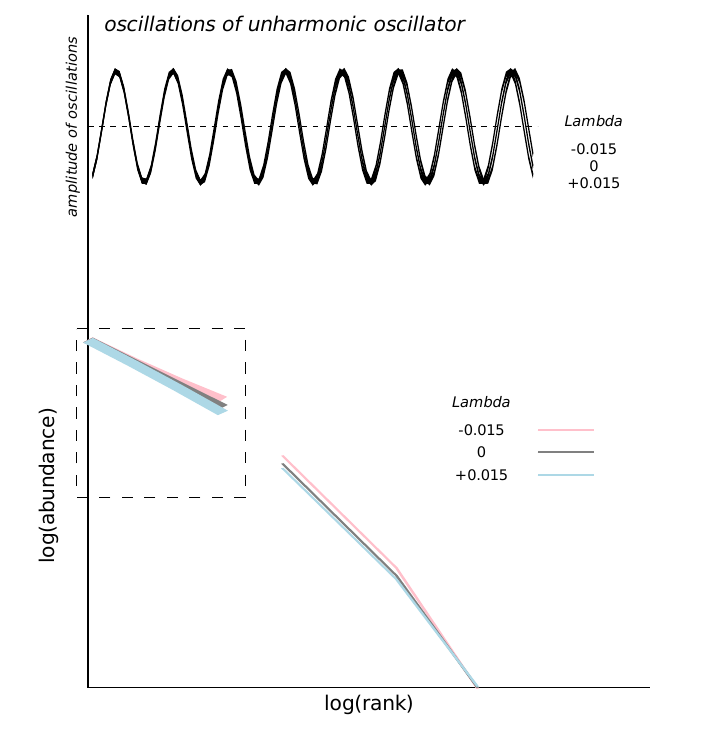 oscillations of unharmonic oscillator
amplitude of oscillations
Lambda
-0.015
0
+0.015
Lambda
-0.015
0
+0.015
log(abundance)
log(rank)